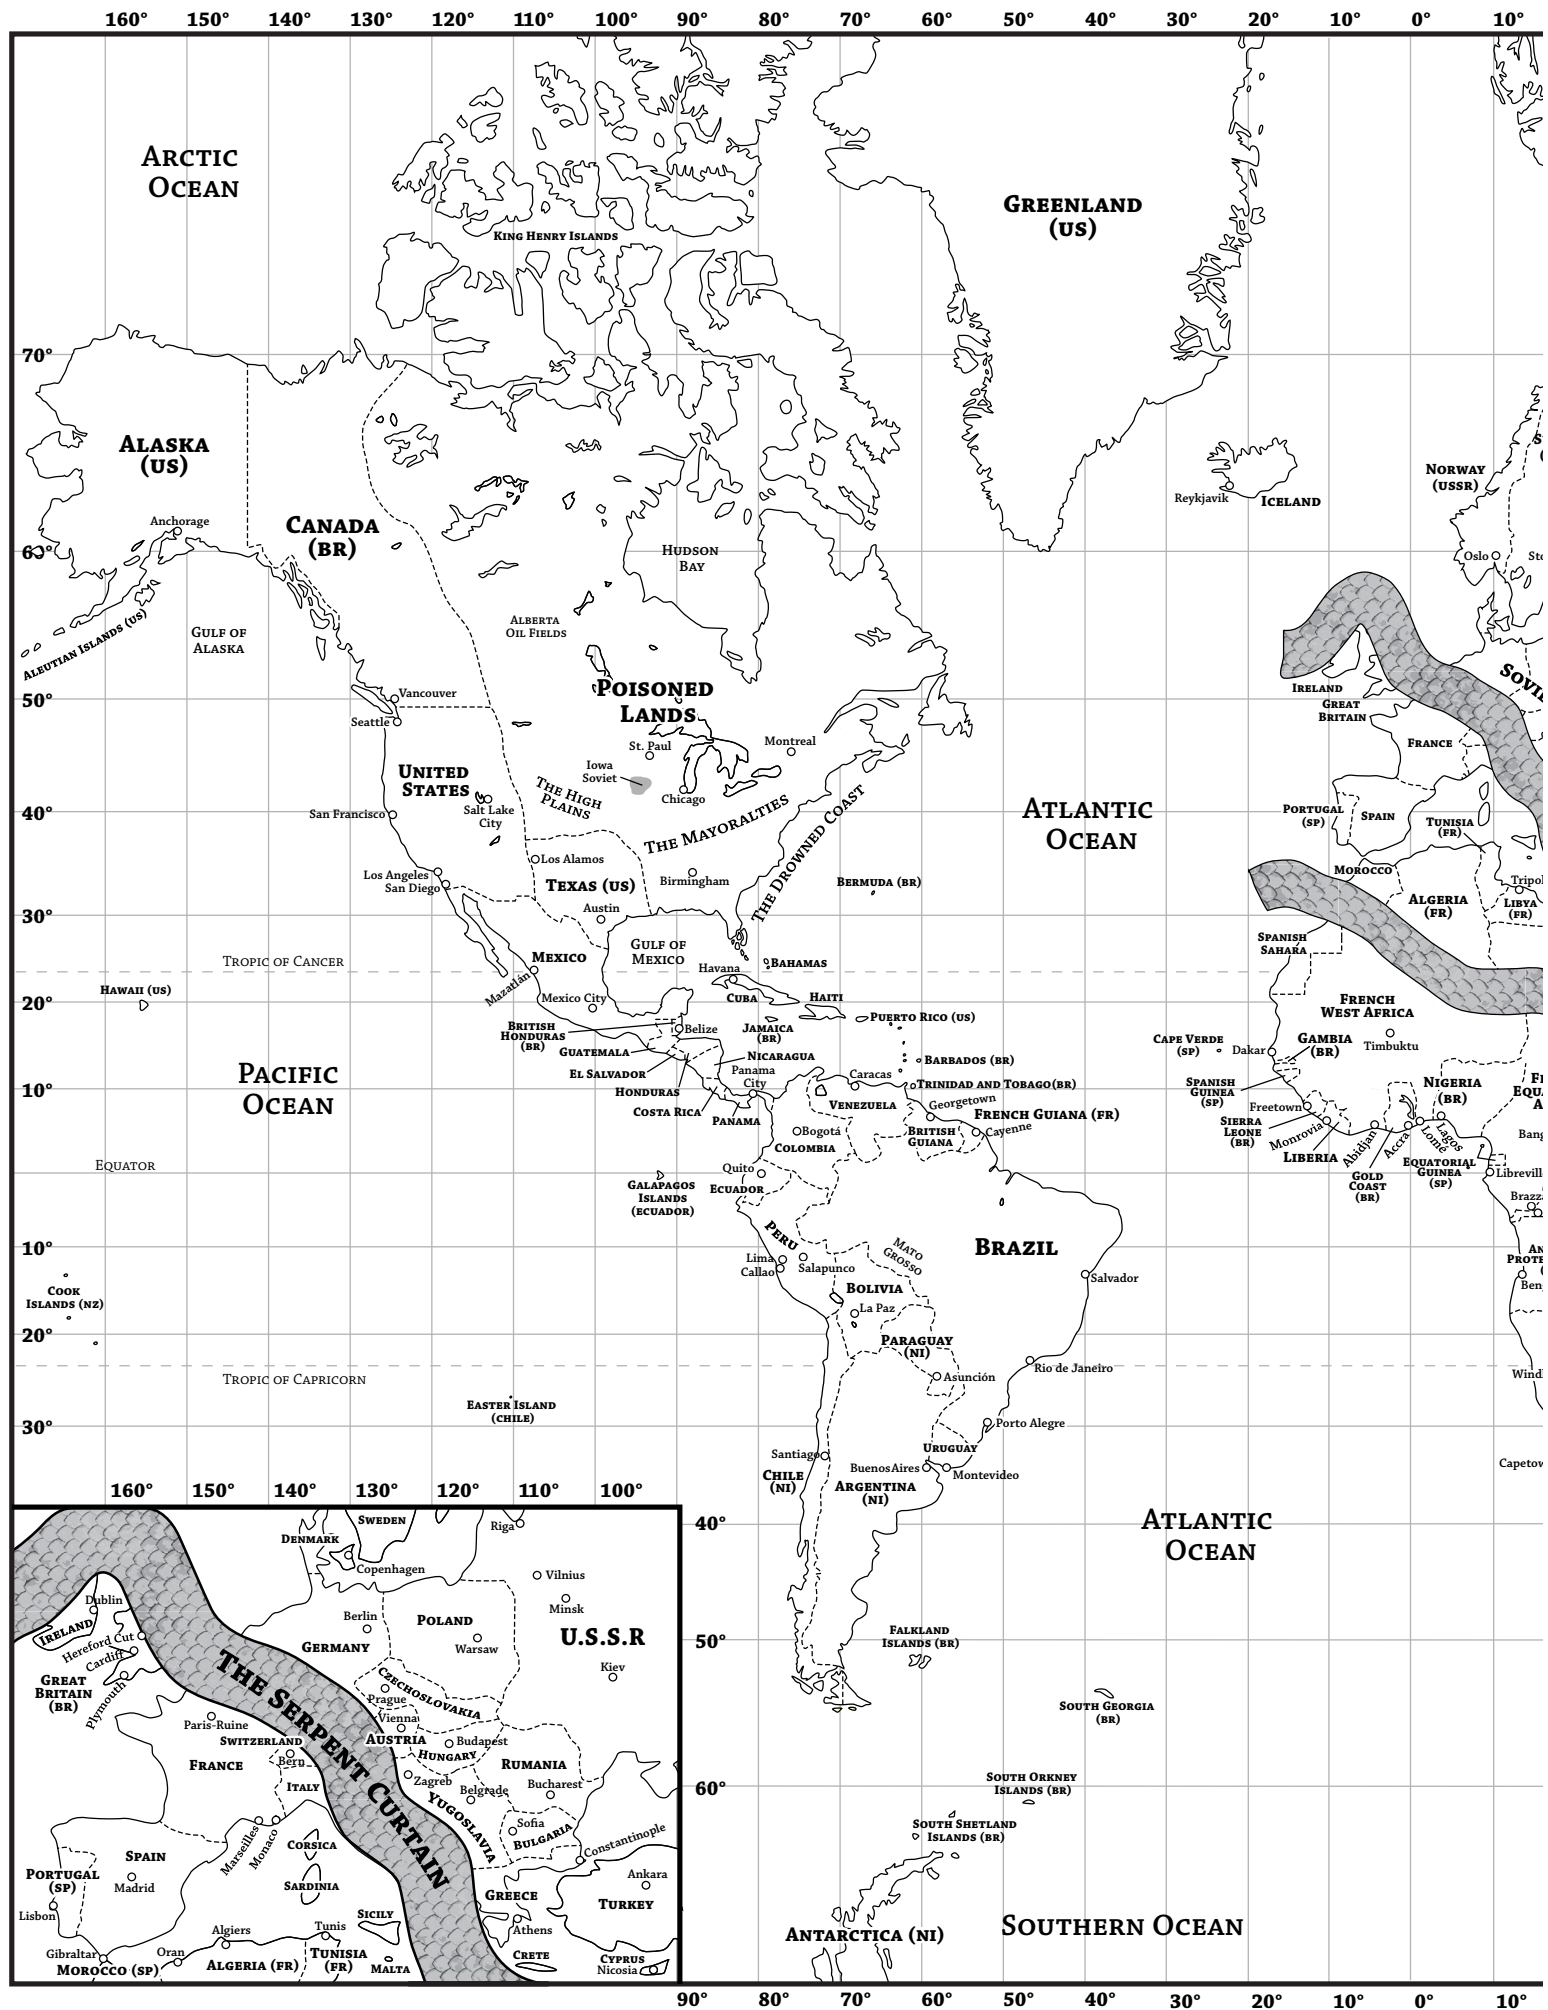 160° 150° 140° 130° 120° 110° 100° 90° 80° 70° 60° 50° 40° 30° 20° 10° 0° 10°
ARCTIC
OCEAN
KING HENRY ISLANDS
GREENLAND
(US)
70°
ALASKA
(US)
Anchorage
CANADA
(BR)
60°
HUDSON
BAY
Reykjavik
ICELAND
NORWAY
(USSR)
Oslo
ALEUTIAN ISLANDS (US)
GULF OF
ALASKA
ALBERTA
OIL FIELDS
50°
Vancouver
Seattle
POISONED
LANDS
St. Paul
Montreal
Iowa
Soviet
Chicago
UNITED
STATES
THE HIGH
PLAINS
Salt Lake
City
San Francisco
40°
THE MAYORALTIES
THE DROWNED COAST
ATLANTIC
OCEAN
IRELAND
GREAT
BRITAIN
FRANCE
PORTUGAL
(SP)
SPAIN
TUNISIA
(FR)
Los Angeles
San Diego
Los Alamos
TEXAS (US)
Birmingham
Austin
BERMUDA (BR)
MOROCCO
ALGERIA
(FR)
LIBYA
(FR)
30°
GULF OF
MEXICO
MEXICO
SPANISH
SAHARA
TROPIC OF CANCER
Mazatlán
Havana
BAHAMAS
HAWAII (US)
20°
Mexico City
CUBA
HAITI
FRENCH
WEST AFRICA
BRITISH
HONDURAS
(BR)
Belize
JAMAICA
(BR)
PUERTO RICO (US)
GUATEMALA
NICARAGUA
EL SALVADOR
Panama
City
HONDURAS
COSTA RICA
PANAMA
BARBADOS (BR)
Caracas
TRINIDAD AND TOBAGO(BR)
CAPE VERDE
(SP)
Dakar
GAMBIA
(BR)
Timbuktu
PACIFIC
OCEAN
10°
VENEZUELA
Georgetown
FRENCH GUIANA (FR)
Cayenne
BRITISH
GUIANA
Bogotá
COLOMBIA
SPANISH
GUINEA
(SP)
Freetown
SIERRA
LEONE
(BR)
Monrovia
LIBERIA
Abidjan
GOLD
COAST
(BR)
Accra
Lomé
Lagos
NIGERIA
(BR)
EQUATORIAL
GUINEA
(SP)
EQUATOR
Quito
ECUADOR
GALAPAGOS
ISLANDS
(ECUADOR)
PERU
Lima
Callao
Salapunco
MATO
GROSSO
BRAZIL
Salvador
10°
COOK
ISLANDS (NZ)
BOLIVIA
La Paz
20°
PARAGUAY
(NI)
Asunción
Rio de Janeiro
TROPIC OF CAPRICORN
EASTER ISLAND
(CHILE)
30°
Porto Alegre
URUGUAY
Santiago
CHILE
(NI)
Buenos Aires
Montevideo
ARGENTINA
(NI)
160° 150° 140° 130° 120° 110° 100°
40°
ATLANTIC
OCEAN
50°
FALKLAND
ISLANDS (BR)
SOUTH GEORGIA
(BR)
60°
SOUTH ORKNEY
ISLANDS (BR)
SOUTH SHETLAND
ISLANDS (BR)
ANTARCTICA (NI)
SOUTHERN OCEAN
DENMARK
SWEDEN
Riga
Copenhagen
Vilnius
Minsk
Dublin
IRELAND
Hereford Cut
Cardiff
GREAT
BRITAIN
(BR)
Plymouth
Berlin
GERMANY
POLAND
Warsaw
U.S.S.R
Kiev
THE SERPENT CURTAIN
CZECHOSLOVAKIA
Prague
Vienna
AUSTRIA
Budapest
HUNGARY
RUMANIA
Paris-Ruine
SWITZERLAND
Bern
FRANCE
ITALY
Zagreb
Belgrade
Bucharest
YUGOSLAVIA
Sofia
BULGARIA
Constantinople
Marseilles
Monaco
CORSICA
SPAIN
Madrid
PORTUGAL
(SP)
Lisbon
SARDINIA
Ankara
TURKEY
GREECE
Athens
SICILY
Gibraltar
MOROCCO (SP)
Oran
Algiers
ALGERIA (FR)
Tunis
TUNISIA
(FR)
MALTA
CRETE
CYPRUS
Nicosia
90° 80° 70° 60° 50° 40° 30° 20° 10° 0° 10°